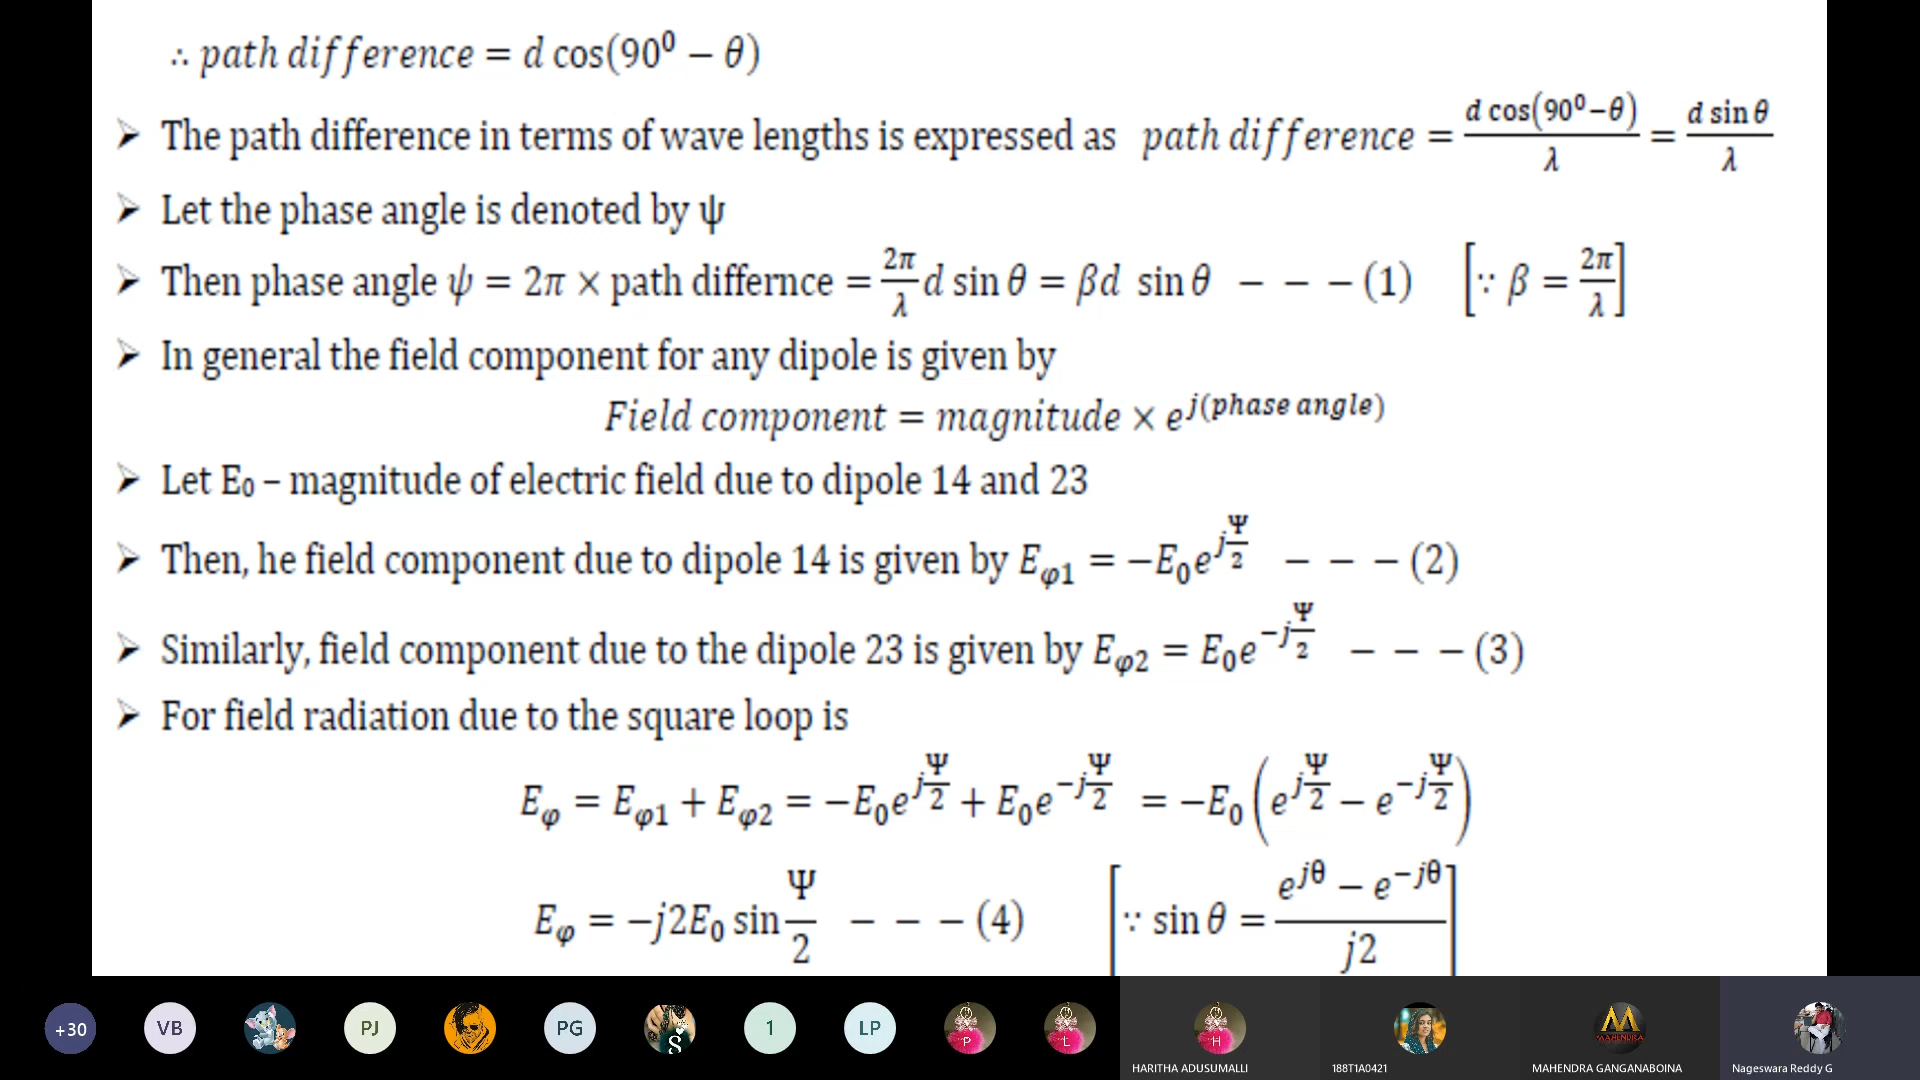 ∴ path difference = d cos(90⁰ − θ)
➤ The path difference in terms of wave lengths is expressed as path difference = d cos(90⁰−θ)/λ = d sin θ/λ
➤ Let the phase angle is denoted by ψ
➤ Then phase angle ψ = 2π × path differnce = 2π/λ d sin θ = βd sin θ − − − (1) [∵ β = 2π/λ]
➤ In general the field component for any dipole is given by
Field component = magnitude × e^j(phase angle)
➤ Let E₀ – magnitude of electric field due to dipole 14 and 23
➤ Then, he field component due to dipole 14 is given by E_φ1 = −E₀e^(jΨ/2) − − − (2)
➤ Similarly, field component due to the dipole 23 is given by E_φ2 = E₀e^(−jΨ/2) − − − (3)
➤ For field radiation due to the square loop is
E_φ = E_φ1 + E_φ2 = −E₀e^(jΨ/2) + E₀e^(−jΨ/2) = −E₀(e^(jΨ/2) − e^(−jΨ/2))
E_φ = −j2E₀ sin Ψ/2 − − − (4) [∵ sin θ = (e^jθ − e^−jθ)/j2]
+30 VB PJ PG S 1 LP P L H MAHENDRA
HARITHA ADUSUMALLI 188T1A0421 MAHENDRA GANGANABOINA Nageswara Reddy G